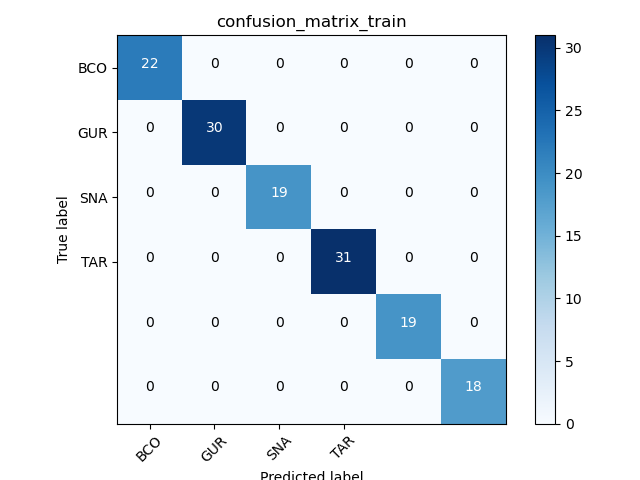 confusion_matrix_train
BCO 22 0 0 0 0 0
GUR 0 30 0 0 0 0
SNA 0 0 19 0 0 0
TAR 0 0 0 31 0 0
0 0 0 0 19 0
0 0 0 0 0 18
BCO GUR SNA TAR
Predicted label
True label
30
25
20
15
10
5
0